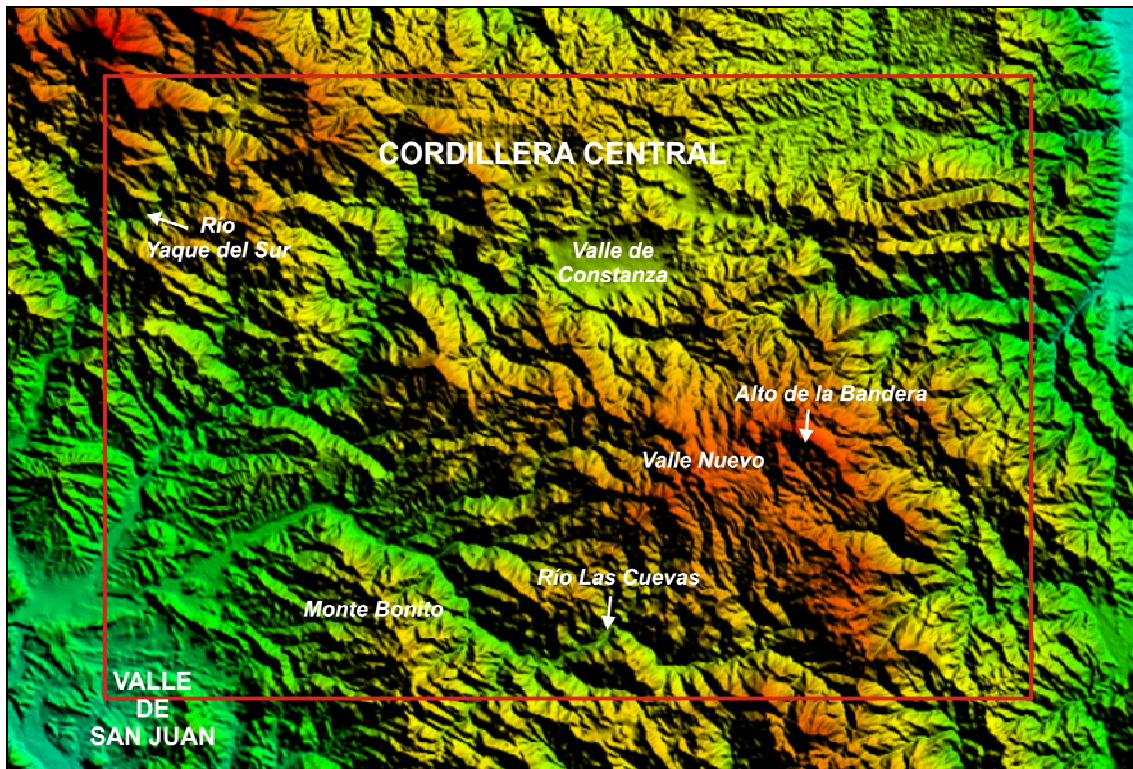 CORDILLERA CENTRAL
Río
Yaque del Sur
Valle de
Constanza
Alto de la Bandera
Valle Nuevo
Río Las Cuevas
Monte Bonito
VALLE
DE
SAN JUAN